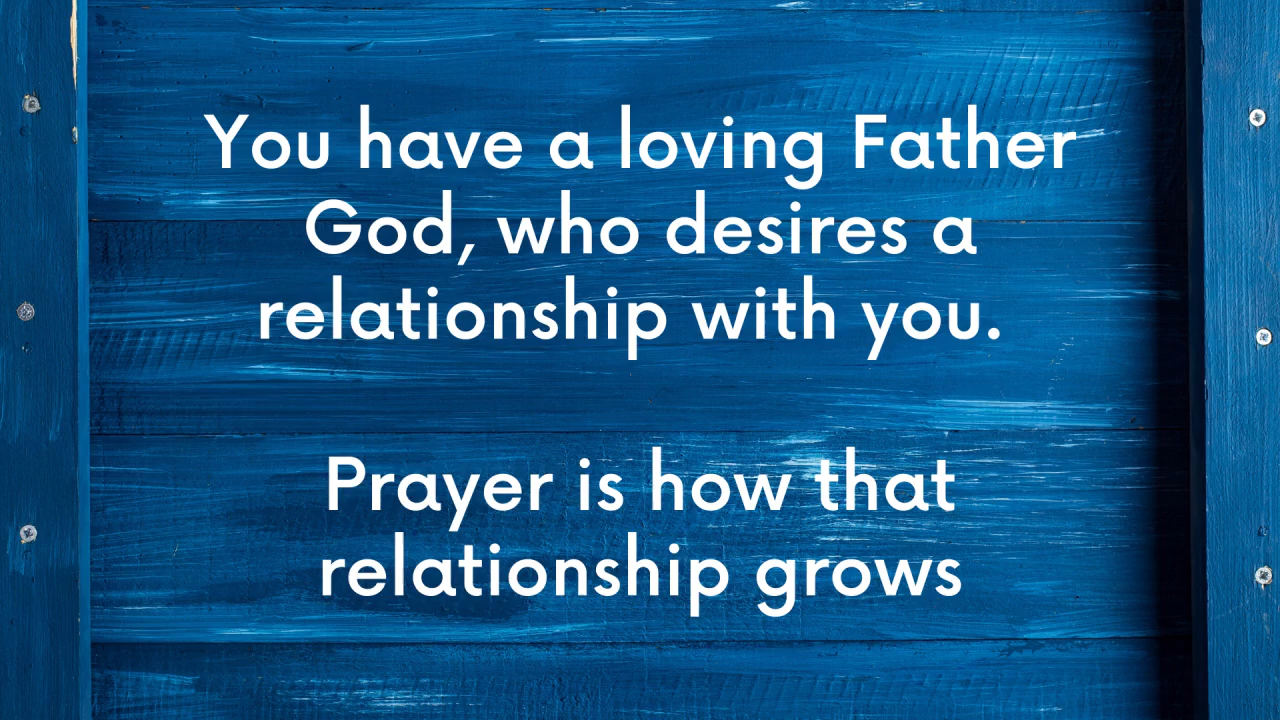 You have a loving Father
God, who desires a
relationship with you.
Prayer is how that
relationship grows